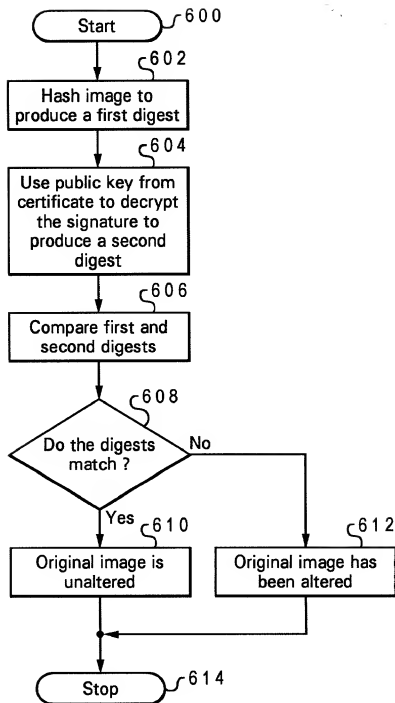 Start
600
602
Hash image to
produce a first digest
604
Use public key from
certificate to decrypt
the signature to
produce a second
digest
606
Compare first and
second digests
608
Do the digests
match ?
No
Yes
610
Original image is
unaltered
612
Original image has
been altered
Stop
614